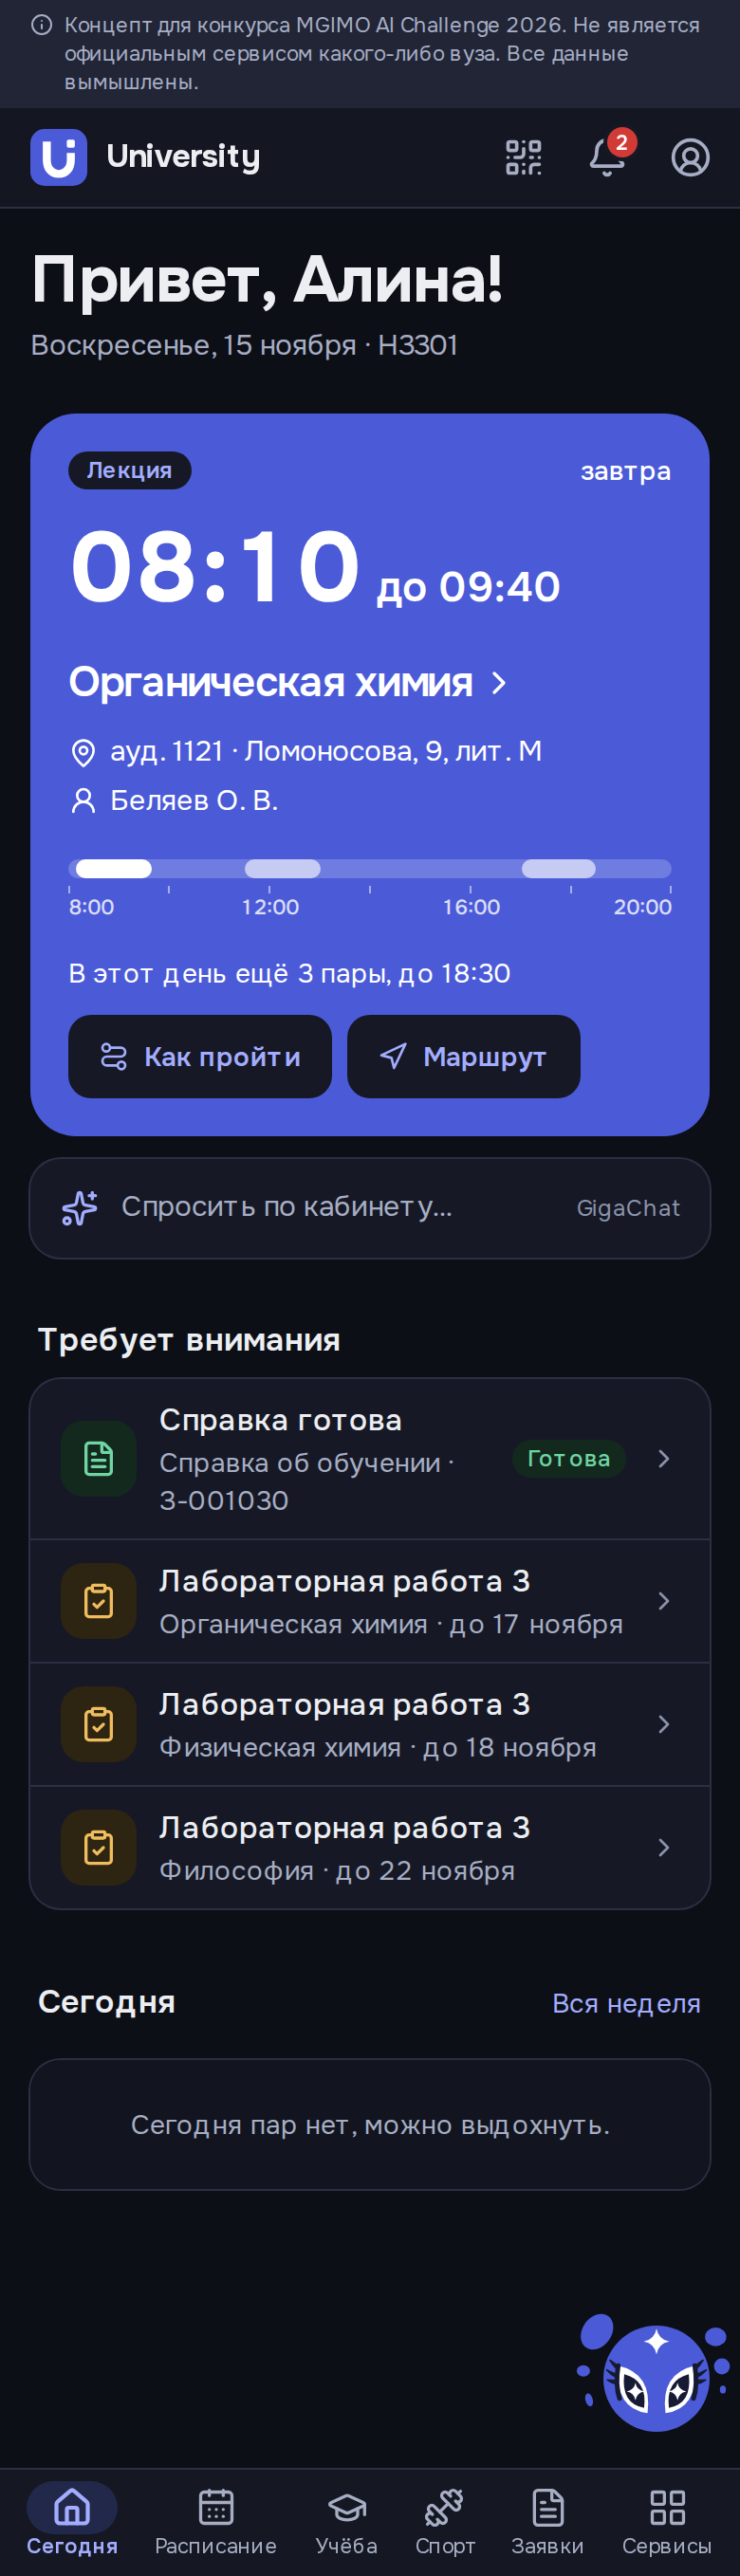 Концепт для конкурса MGIMO AI Challenge 2026. Не является
официальным сервисом какого-либо вуза. Все данные
вымышлены.
University
2
Привет, Алина!
Воскресенье, 15 ноября · H3301
Лекция
завтра
08:10 до 09:40
Органическая химия
ауд. 1121 · Ломоносова, 9, лит. М
Беляев О. В.
8:00 12:00 16:00 20:00
В этот день ещё 3 пары, до 18:30
Как пройти
Маршрут
Спросить по кабинету...
GigaChat
Требует внимания
Справка готова
Справка об обучении ·
З-001030
Готова
Лабораторная работа 3
Органическая химия · до 17 ноября
Лабораторная работа 3
Физическая химия · до 18 ноября
Лабораторная работа 3
Философия · до 22 ноября
Сегодня
Вся неделя
Сегодня пар нет, можно выдохнуть.
Сегодня
Расписание
Учёба
Спорт
Заявки
Сервисы